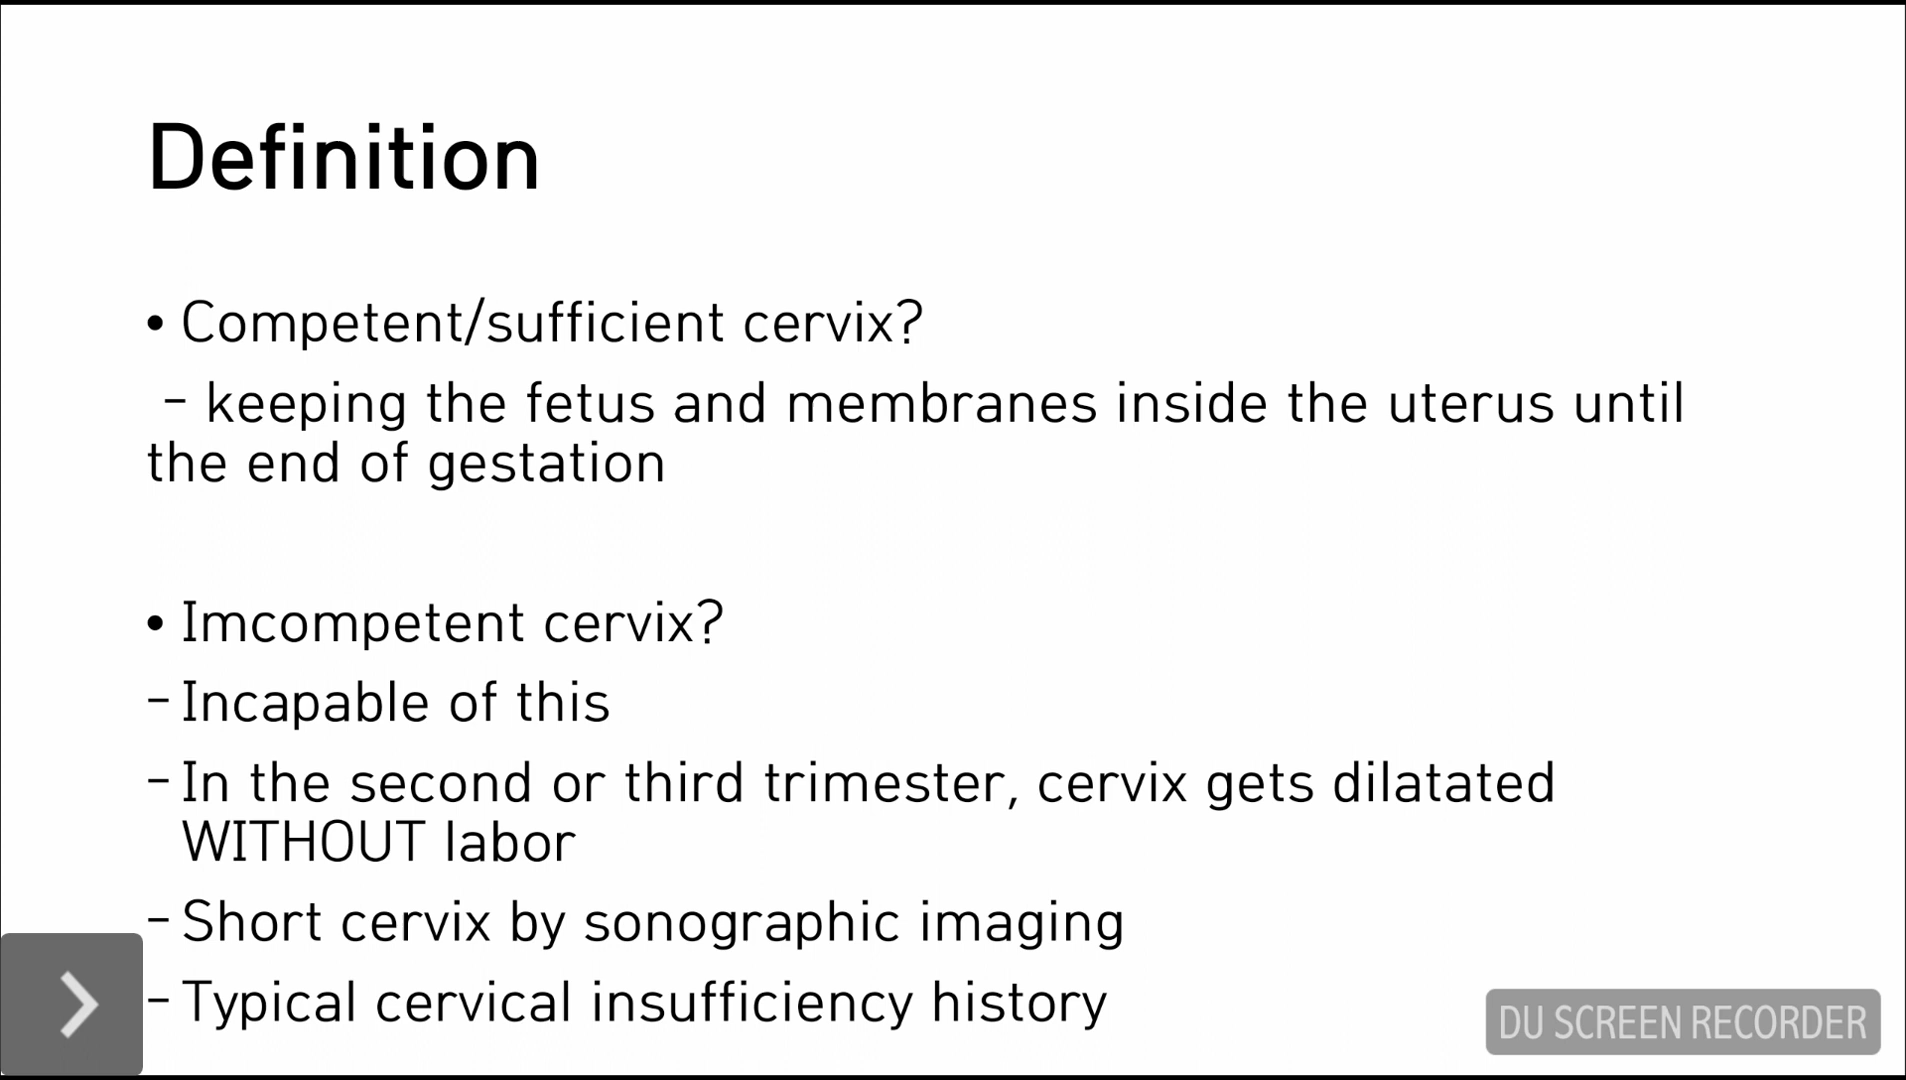 Definition
• Competent/sufficient cervix?
– keeping the fetus and membranes inside the uterus until
the end of gestation
• Imcompetent cervix?
– Incapable of this
– In the second or third trimester, cervix gets dilatated
WITHOUT labor
– Short cervix by sonographic imaging
– Typical cervical insufficiency history
DU SCREEN RECORDER